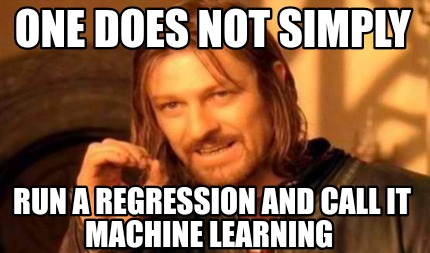 ONE DOES NOT SIMPLY
RUN A REGRESSION AND CALL IT
MACHINE LEARNING